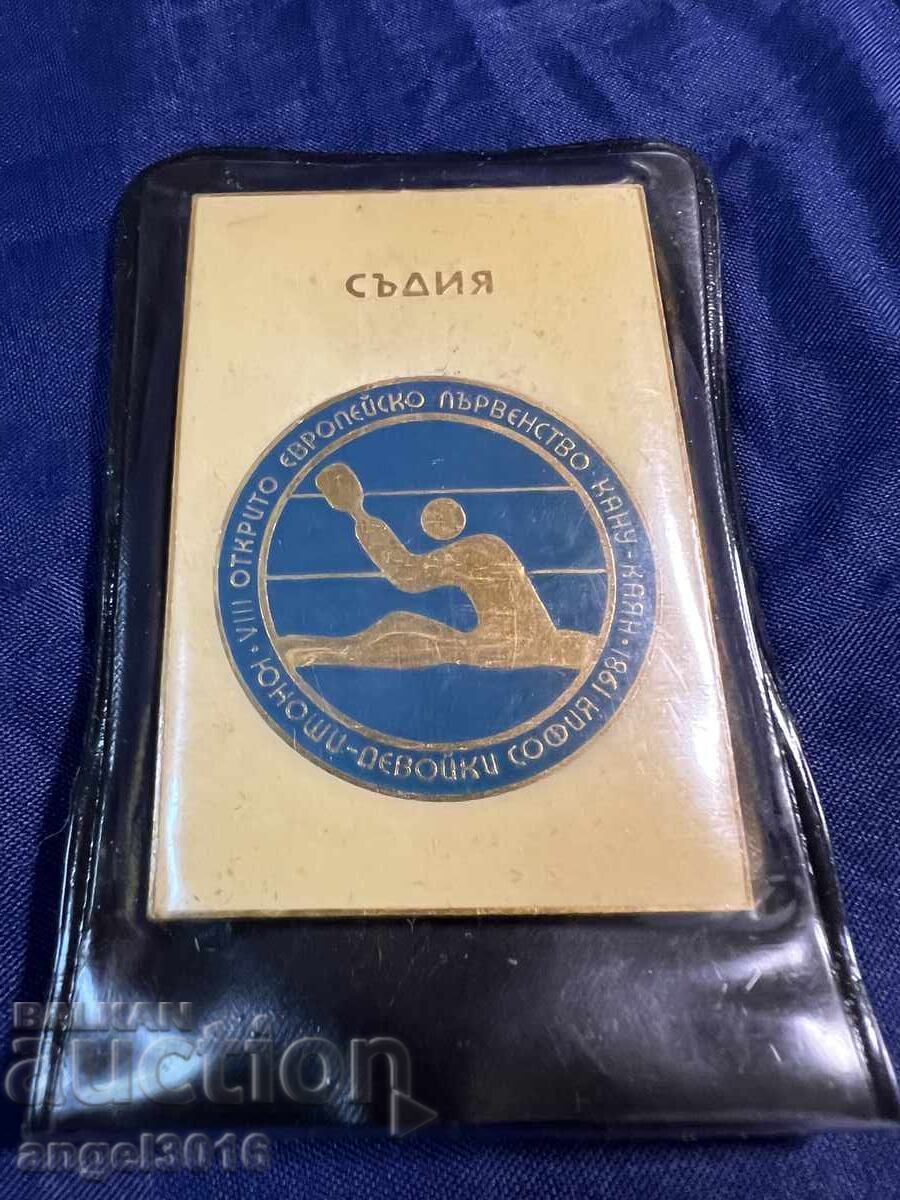 СЪДИЯ
· VIII ОТКРИТО ЕВРОПЕЙСКО ПЪРВЕНСТВО КАНУ-КАЯК ·
ЮНОШИ-ДЕВОЙКИ СОФИЯ 1981
BALKAN
auction
angel3016